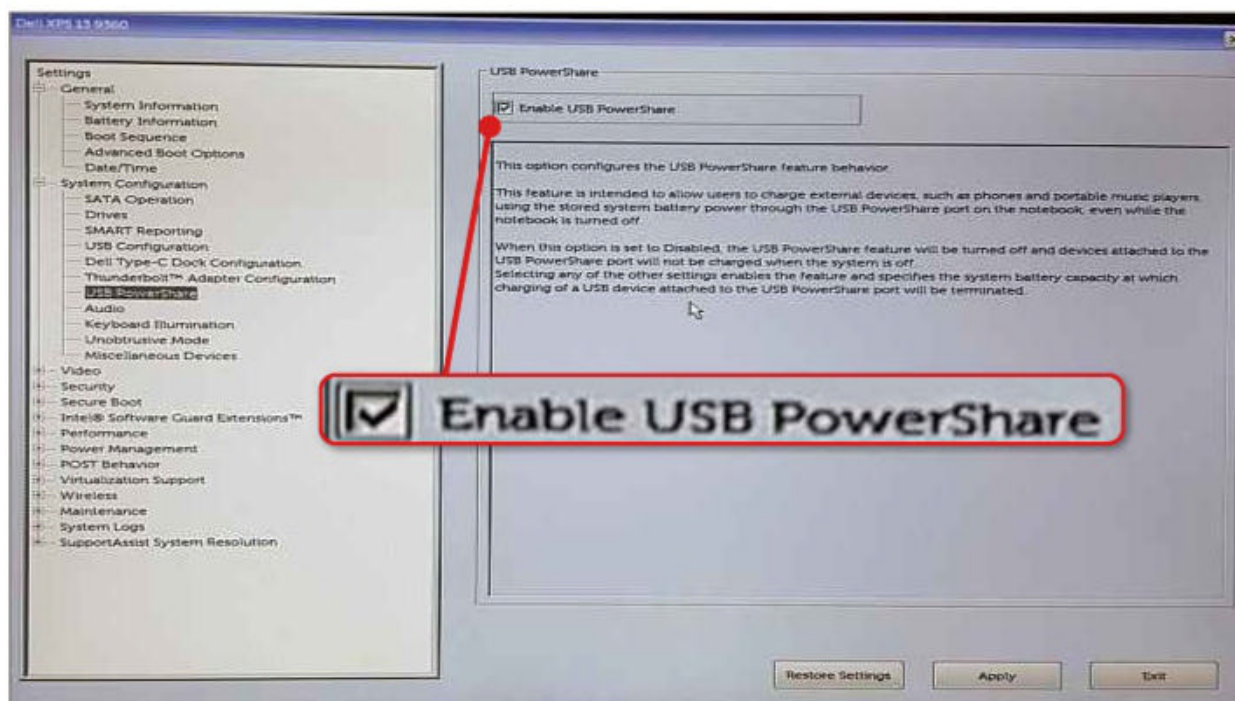 Dell XPS 13 9360
Settings
General
System Information
Battery Information
Boot Sequence
Advanced Boot Options
Date/Time
System Configuration
SATA Operation
Drives
SMART Reporting
USB Configuration
Dell Type-C Dock Configuration
Thunderbolt™ Adapter Configuration
USB PowerShare
Audio
Keyboard Illumination
Unobtrusive Mode
Miscellaneous Devices
Video
Security
Secure Boot
Intel® Software Guard Extensions™
Performance
Power Management
POST Behavior
Virtualization Support
Wireless
Maintenance
System Logs
SupportAssist System Resolution
USB PowerShare
Enable USB PowerShare
This option configures the USB PowerShare feature behavior.
This feature is intended to allow users to charge external devices, such as phones and portable music players,
using the stored system battery power through the USB PowerShare port on the notebook, even while the
notebook is turned off.
When this option is set to Disabled, the USB PowerShare feature will be turned off and devices attached to the
USB PowerShare port will not be charged when the system is off.
Selecting any of the other settings enables the feature and specifies the system battery capacity at which
charging of a USB device attached to the USB PowerShare port will be terminated.
Enable USB PowerShare
Restore Settings
Apply
Exit